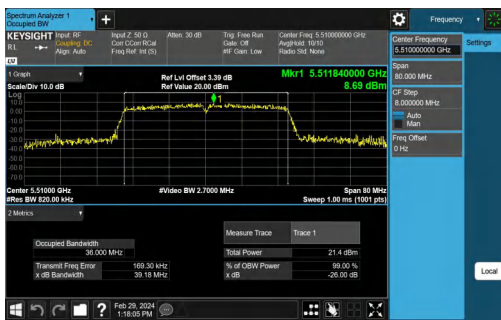 Spectrum Analyzer 1
Occupied BW
+
Frequency
KEYSIGHT Input: RF Input Z: 50 Ω Atten: 30 dB Trig: Free Run Center Freq: 5.510000000 GHz
RL Coupling: DC Corr CCorr RCal Gate: Off Avg|Hold: 10/10
Align: Auto Freq Ref: Int (S) #IF Gain: Low Radio Std: None
Center Frequency
5.510000000 GHz
Settings
Span
80.000 MHz
CF Step
8.000000 MHz
Auto
Man
Freq Offset
0 Hz
Local
1 Graph
Scale/Div 10.0 dB
Ref Lvl Offset 3.39 dB
Ref Value 20.00 dBm
Mkr1 5.511840000 GHz
8.69 dBm
Log
10.0
0.00
-10.0
-20.0
-30.0
-40.0
-50.0
-60.0
-70.0
1
Center 5.51000 GHz #Video BW 2.7000 MHz Span 80 MHz
#Res BW 820.00 kHz Sweep 1.00 ms (1001 pts)
2 Metrics
Measure Trace Trace 1
Occupied Bandwidth
36.000 MHz
Total Power 21.4 dBm
Transmit Freq Error 169.30 kHz % of OBW Power 99.00 %
x dB Bandwidth 39.18 MHz x dB -26.00 dB
?
Feb 29, 2024
1:18:05 PM